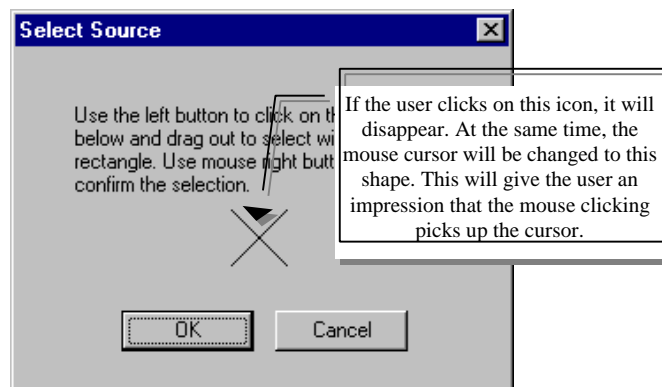 Select Source
Use the left button to click on th
below and drag out to select wi
rectangle. Use mouse right butt
confirm the selection.
If the user clicks on this icon, it will
disappear. At the same time, the
mouse cursor will be changed to this
shape. This will give the user an
impression that the mouse clicking
picks up the cursor.
OK
Cancel